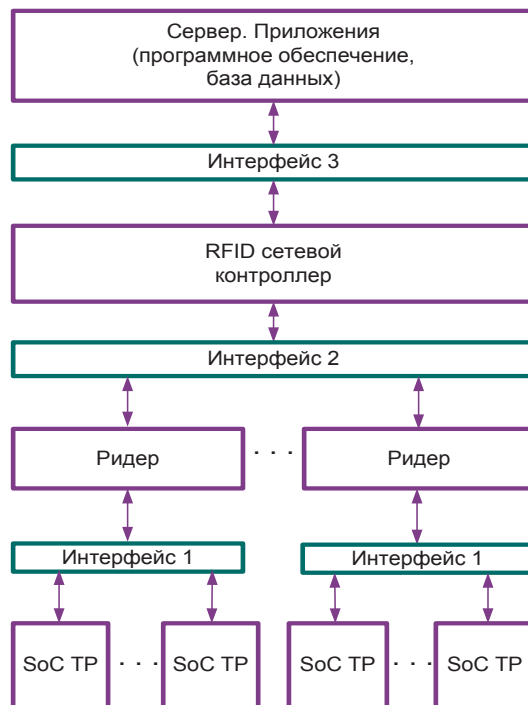 Сервер. Приложения
(программное обеспечение,
база данных)
Интерфейс 3
RFID сетевой
контроллер
Интерфейс 2
Ридер . . . Ридер
Интерфейс 1 Интерфейс 1
SoC TP . . . SoC TP SoC TP . . . SoC TP